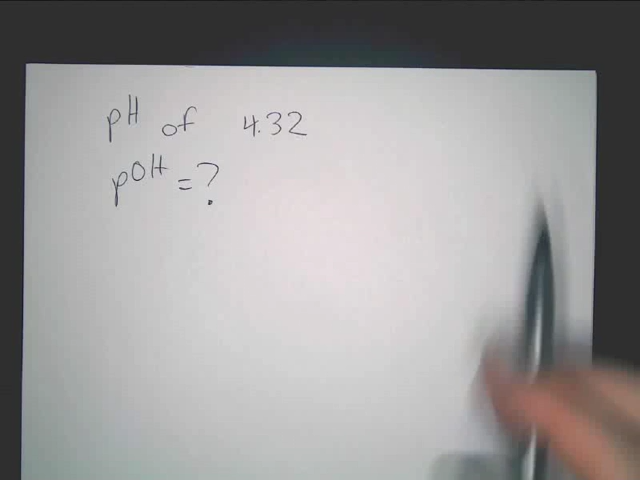 pH of 4.32
pOH = ?